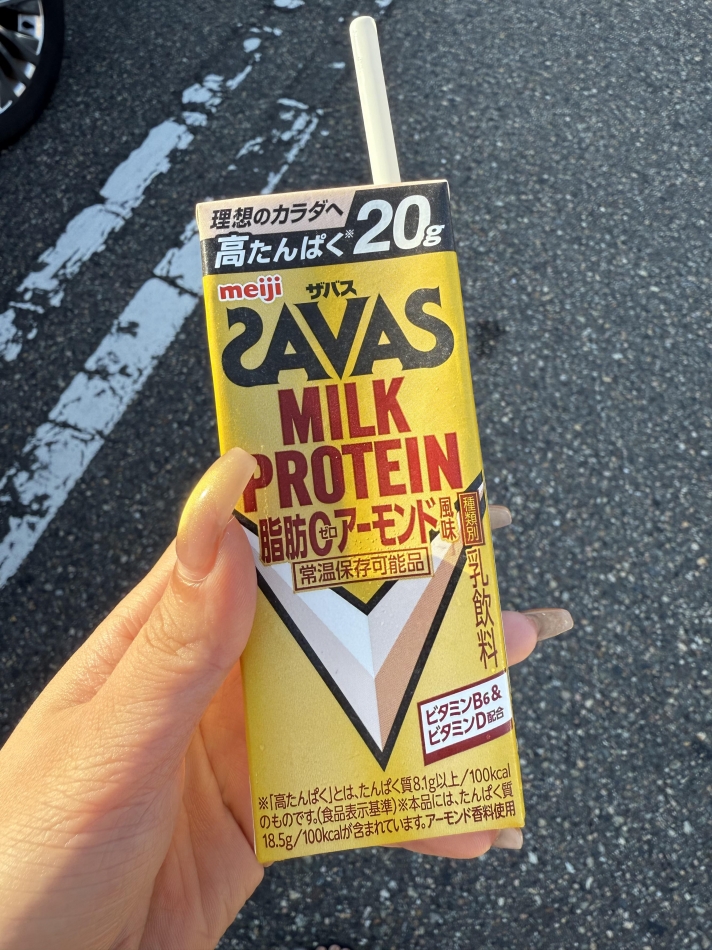 理想のカラダへ
高たんぱく※ 20g
meiji ザバス
SAVAS
MILK
PROTEIN
脂肪0ゼロアーモンド風味
常温保存可能品
種類別 乳飲料
ビタミンB6&
ビタミンD配合
※「高たんぱく」とは、たんぱく質8.1g以上/100kcal
のものです。(食品表示基準)※本品には、たんぱく質
18.5g/100kcalが含まれています。アーモンド香料使用